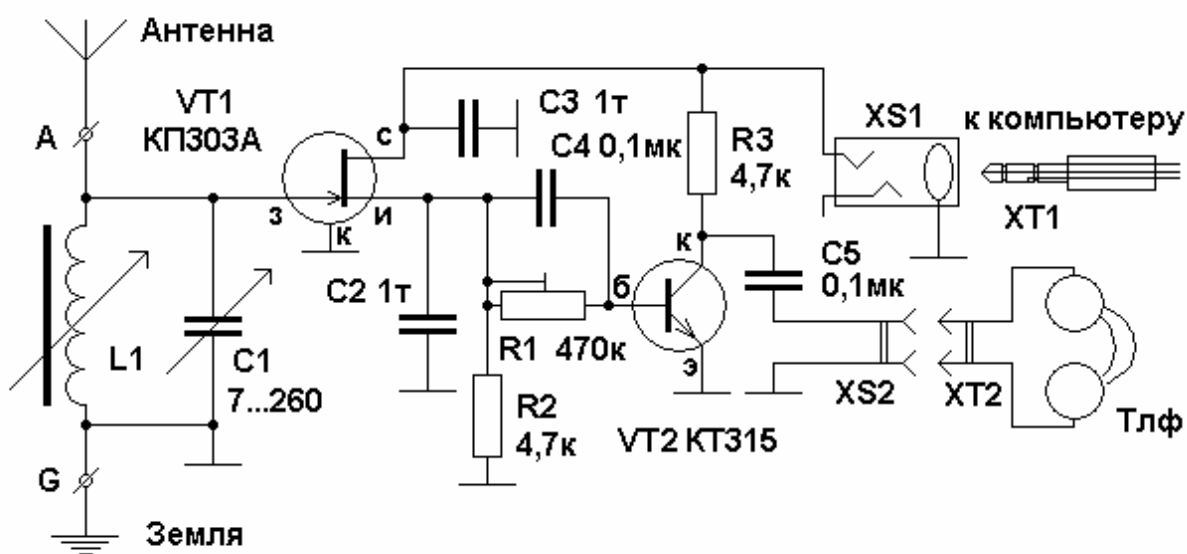 Антенна
VT1
КП303А
A
с
з
и
к
C3 1т
C4 0,1мк
R3
4,7к
XS1
к компьютеру
XT1
C2 1т
L1
C1
7...260
R1 470к
R2
4,7к
б
к
э
VT2 КТ315
C5
0,1мк
XS2
XT2
Тлф
G
Земля